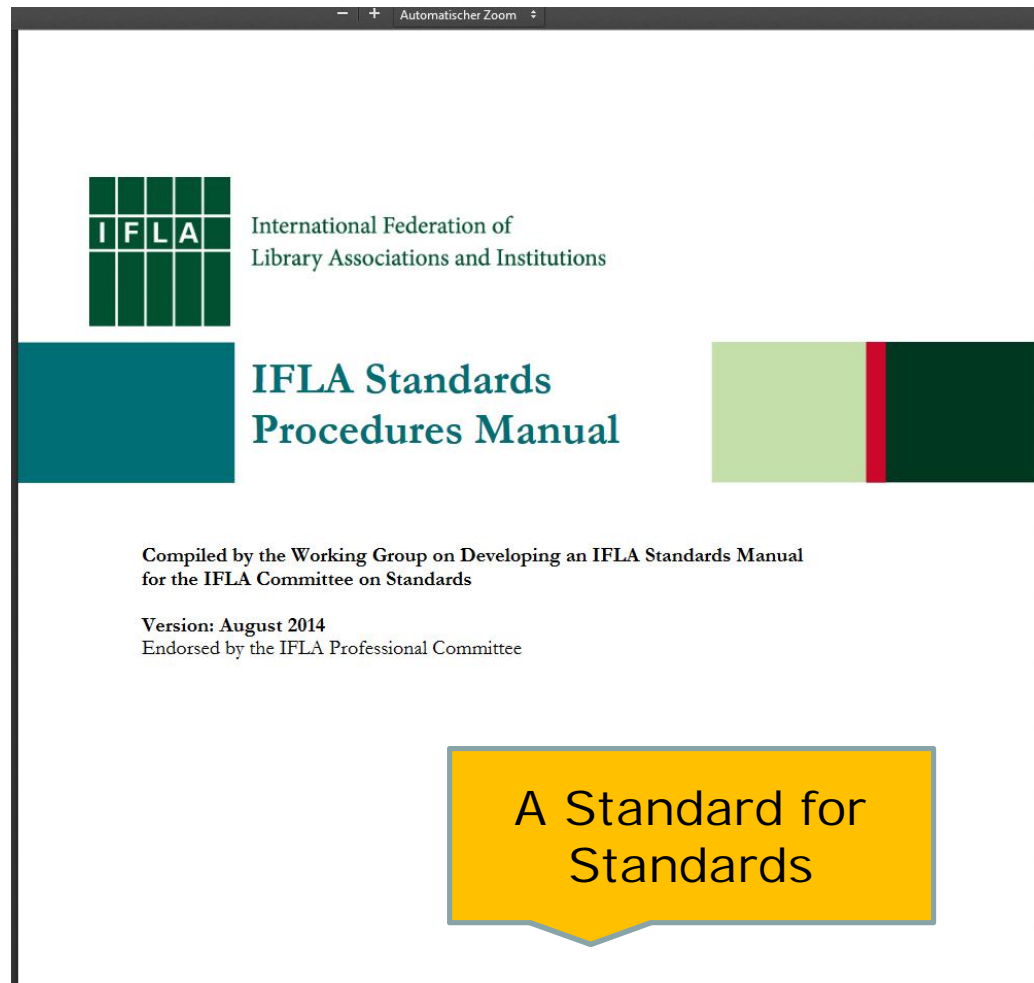 − + Automatischer Zoom
IFLA
International Federation of
Library Associations and Institutions
IFLA Standards
Procedures Manual
Compiled by the Working Group on Developing an IFLA Standards Manual
for the IFLA Committee on Standards
Version: August 2014
Endorsed by the IFLA Professional Committee
A Standard for
Standards